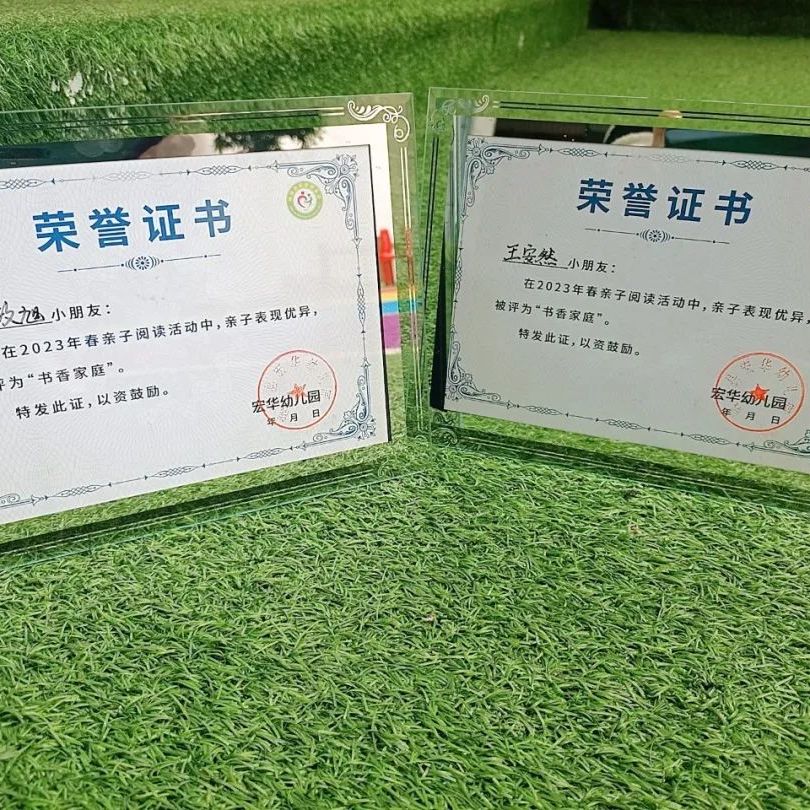 荣誉证书
小朋友：
在2023年春亲子阅读活动中，亲子表现优异，
评为“书香家庭”。
特发此证，以资鼓励。
宏华幼儿园
年 月 日
荣誉证书
王安然 小朋友：
在2023年春亲子阅读活动中，亲子表现优异，
被评为“书香家庭”。
特发此证，以资鼓励。
宏华幼儿园
年 月 日